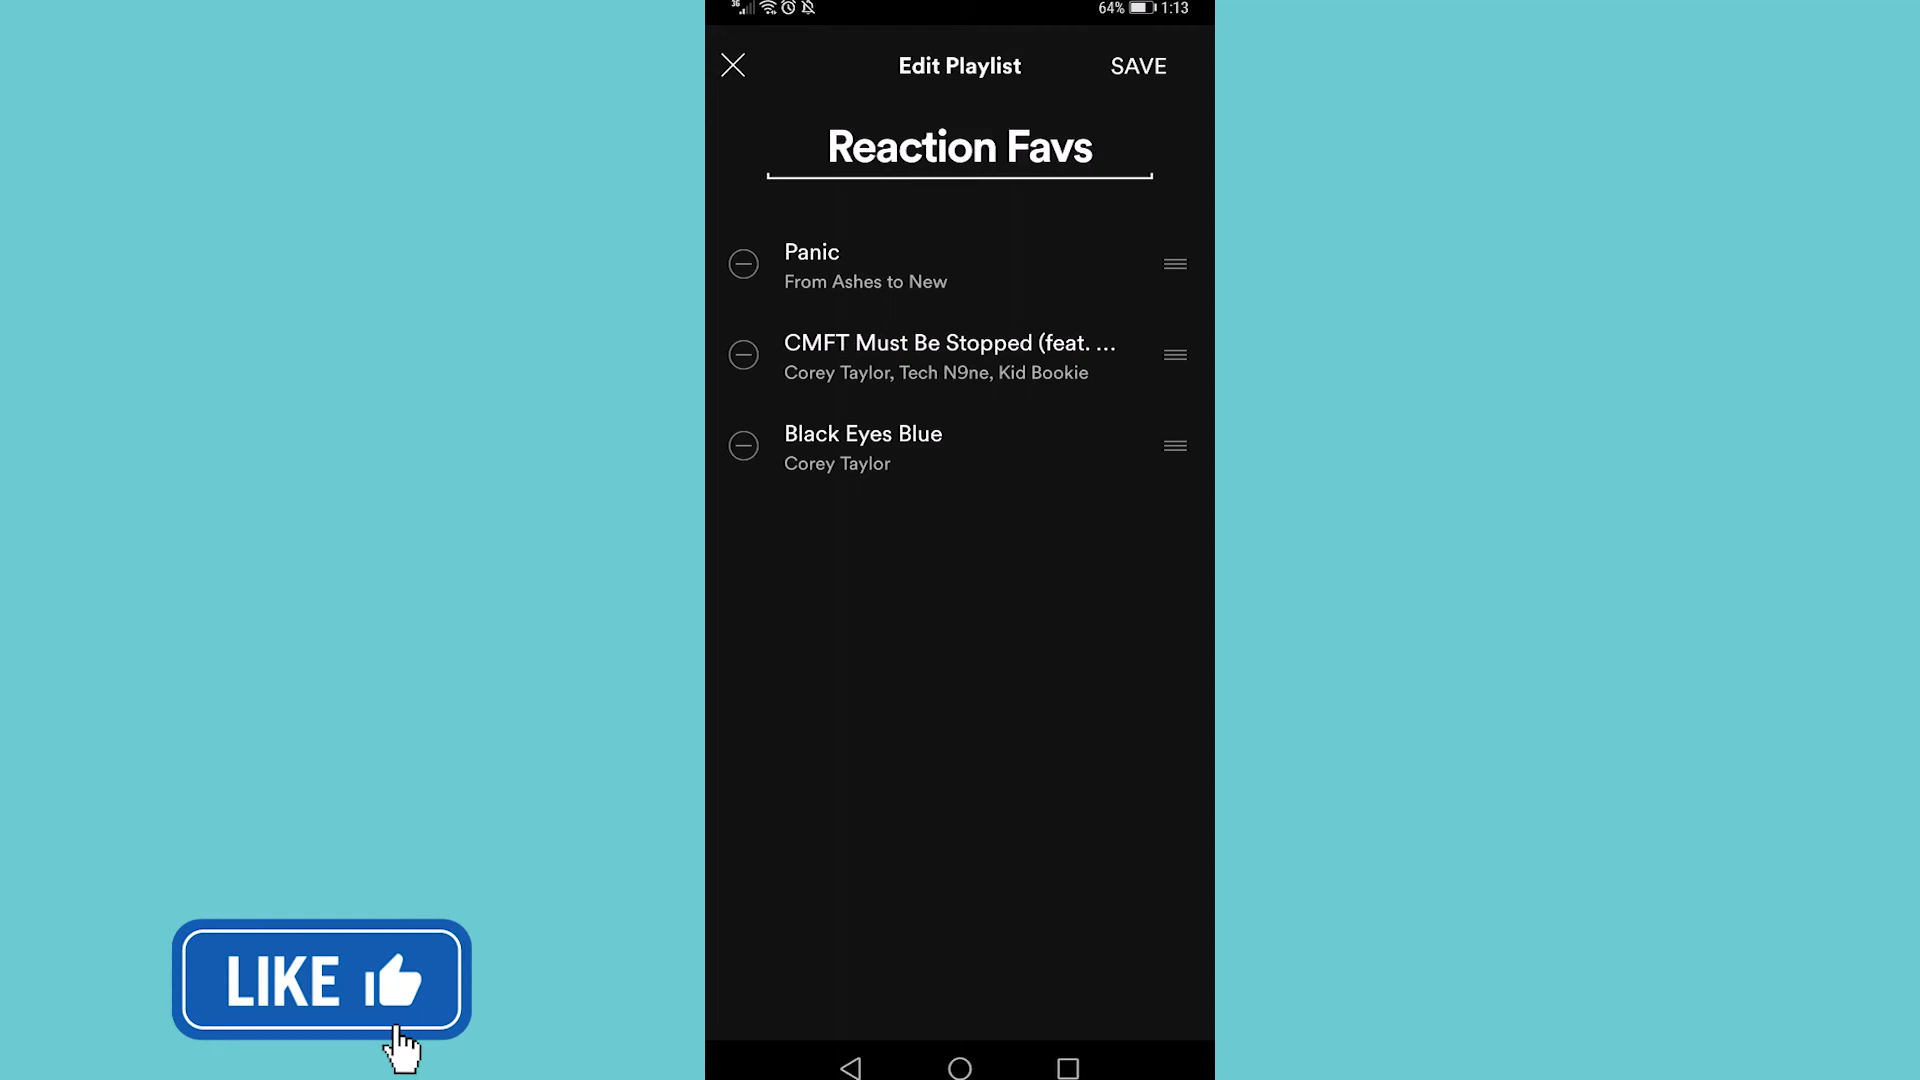 3G 64% 1:13
Edit Playlist SAVE
Reaction Favs
Panic
From Ashes to New
CMFT Must Be Stopped (feat. ...
Corey Taylor, Tech N9ne, Kid Bookie
Black Eyes Blue
Corey Taylor
LIKE